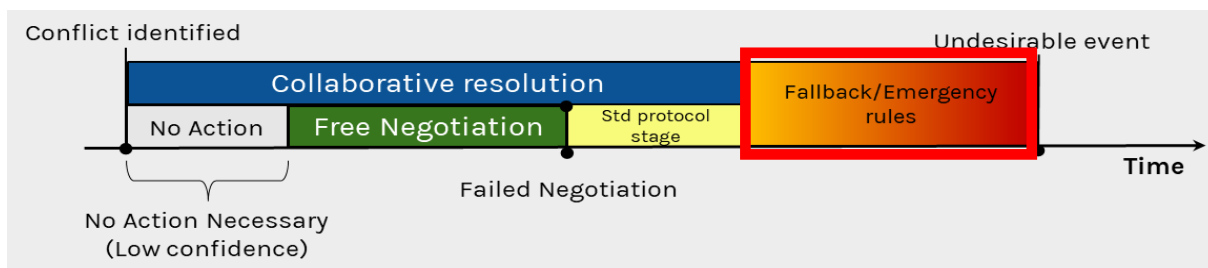 Conflict identified
Undesirable event
Collaborative resolution
Fallback/Emergency
rules
No Action
Free Negotiation
Std protocol
stage
Time
Failed Negotiation
No Action Necessary
(Low confidence)